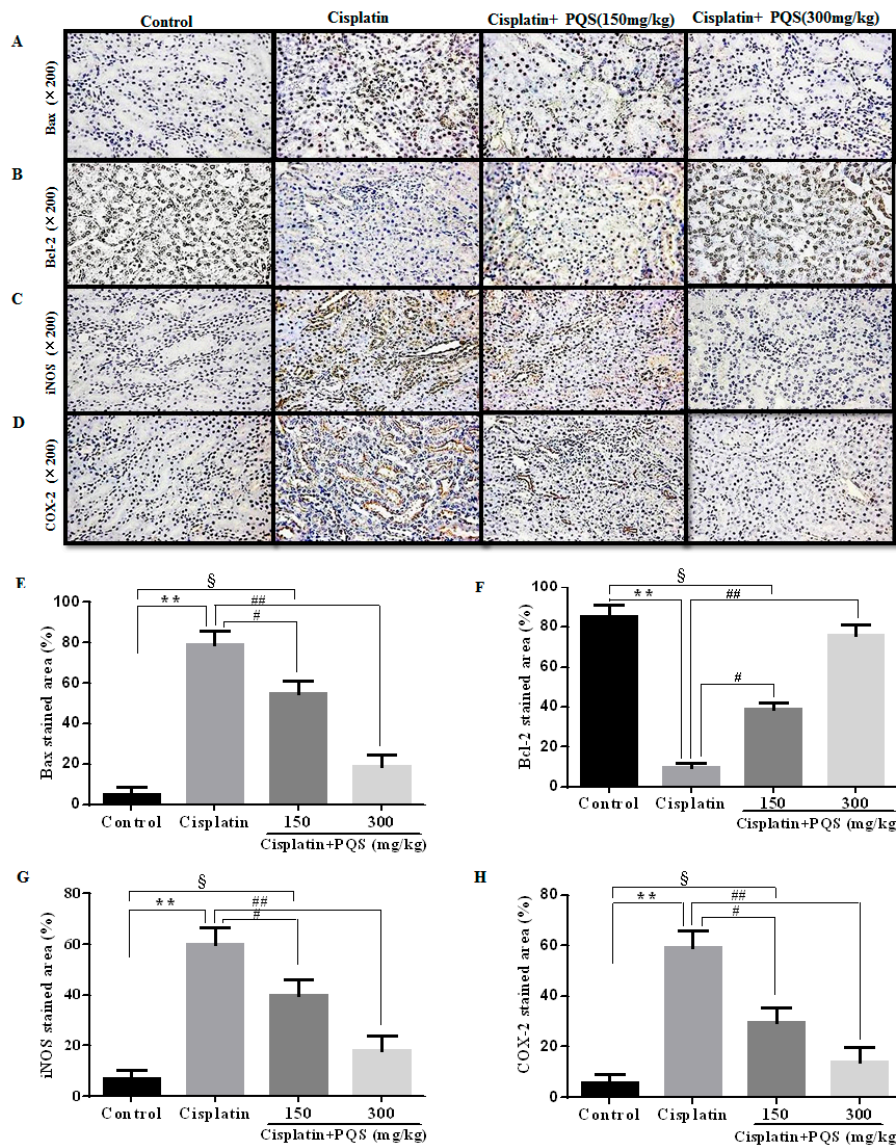 Control Cisplatin Cisplatin+ PQS(150mg/kg) Cisplatin+ PQS(300mg/kg)
A
Bax (×200)
B
Bcl-2 (×200)
C
iNOS (×200)
D
COX-2 (×200)
E
Bax stained area (%)
100
80
60
40
20
0
§
** ##
#
Control Cisplatin 150 300
Cisplatin+PQS (mg/kg)
F
Bcl-2 stained area (%)
100
80
60
40
20
0
§
** ##
#
Control Cisplatin 150 300
Cisplatin+PQS (mg/kg)
G
iNOS stained area (%)
80
60
40
20
0
§
** ##
#
Control Cisplatin 150 300
Cisplatin+PQS (mg/kg)
H
COX-2 stained area (%)
80
60
40
20
0
§
** ##
#
Control Cisplatin 150 300
Cisplatin+PQS (mg/kg)